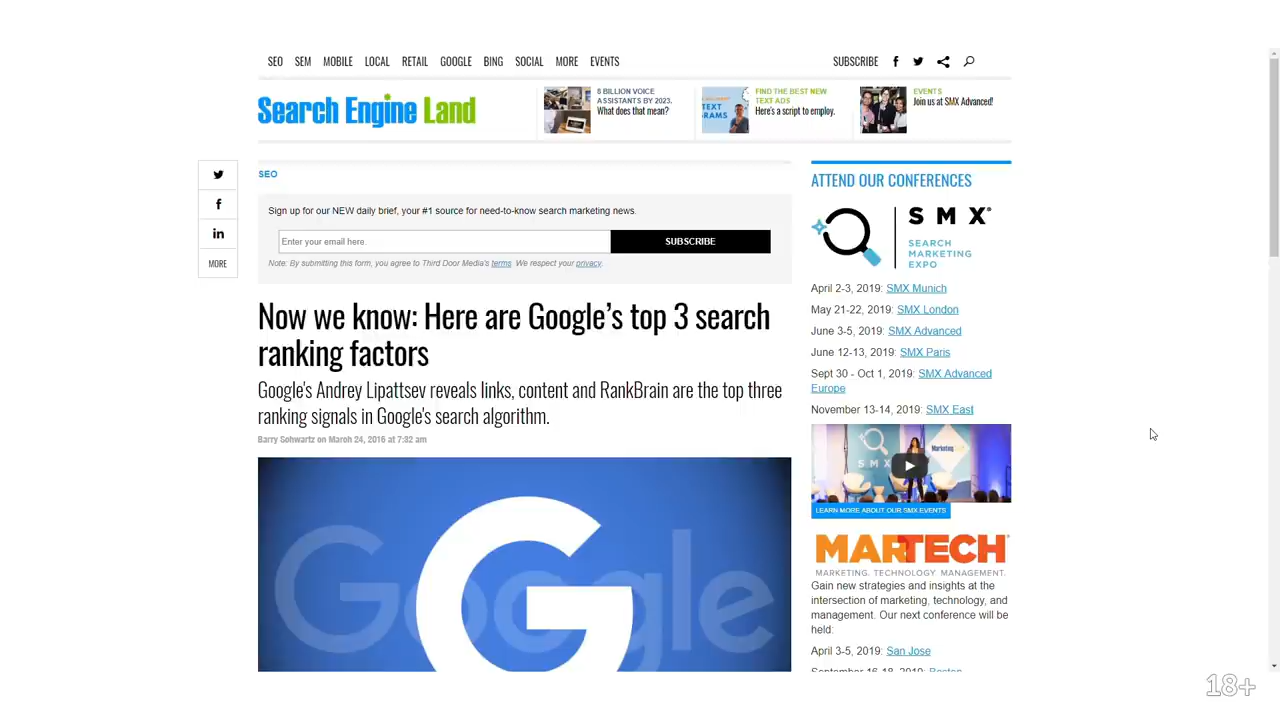 SEO SEM MOBILE LOCAL RETAIL GOOGLE BING SOCIAL MORE EVENTS SUBSCRIBE
Search Engine Land
8 BILLION VOICE
ASSISTANTS BY 2023.
What does that mean?
FIND THE BEST NEW
TEXT ADS
Here's a script to employ.
EVENTS
Join us at SMX Advanced!
MORE
SEO
Sign up for our NEW daily brief, your #1 source for need-to-know search marketing news.
Enter your email here.
SUBSCRIBE
Note: By submitting this form, you agree to Third Door Media's terms. We respect your privacy.
Now we know: Here are Google's top 3 search
ranking factors
Google's Andrey Lipattsev reveals links, content and RankBrain are the top three
ranking signals in Google's search algorithm.
Barry Schwartz on March 24, 2016 at 7:32 am
Google
G
ATTEND OUR CONFERENCES
SMX®
SEARCH
MARKETING
EXPO
April 2-3, 2019: SMX Munich
May 21-22, 2019: SMX London
June 3-5, 2019: SMX Advanced
June 12-13, 2019: SMX Paris
Sept 30 - Oct 1, 2019: SMX Advanced
Europe
November 13-14, 2019: SMX East
SMX
LEARN MORE ABOUT OUR SMX EVENTS
MARTECH®
MARKETING. TECHNOLOGY. MANAGEMENT.
Gain new strategies and insights at the
intersection of marketing, technology, and
management. Our next conference will be
held:
April 3-5, 2019: San Jose
September 16-18, 2019: Boston
18+